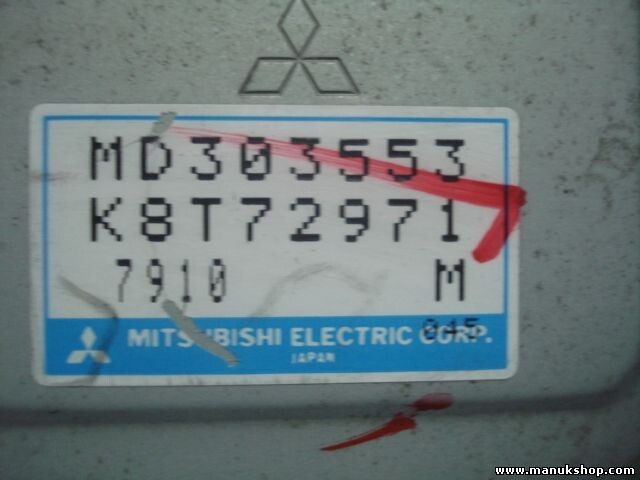 MD303553
K8T72971
7910 M
045
MITSUBISHI ELECTRIC CORP.
JAPAN
www.manukshop.com